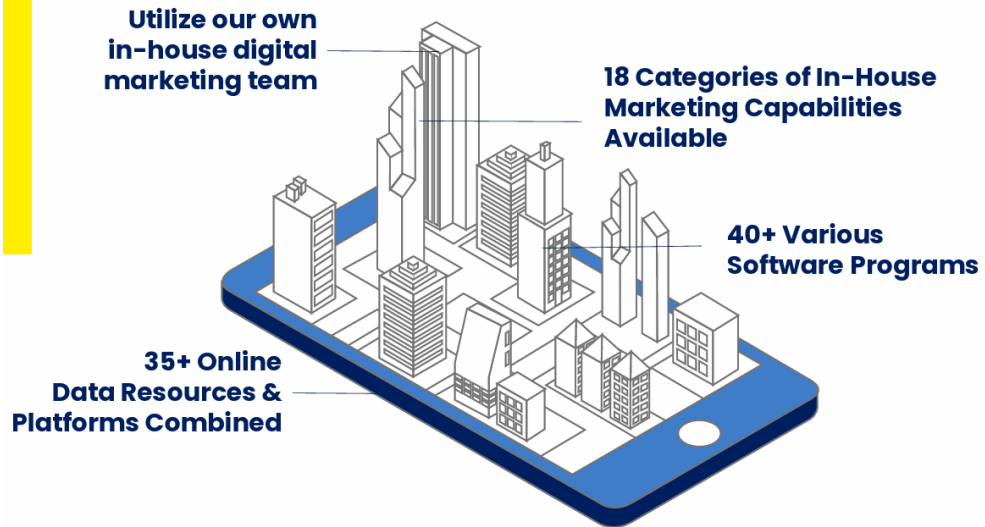 Utilize our own
in-house digital
marketing team
18 Categories of In-House
Marketing Capabilities
Available
40+ Various
Software Programs
35+ Online
Data Resources &
Platforms Combined